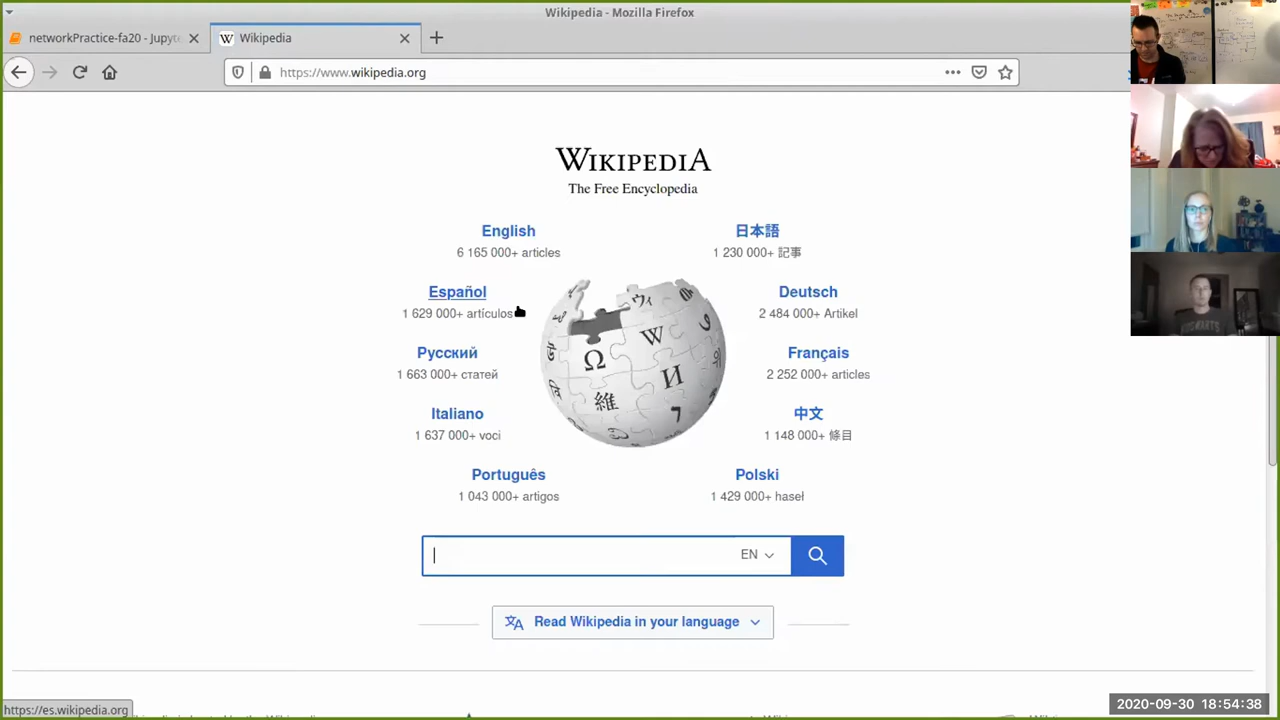 Wikipedia - Mozilla Firefox
networkPractice-fa20 - Jupyte
Wikipedia
https://www.wikipedia.org
WIKIPEDIA
The Free Encyclopedia
English
6 165 000+ articles
日本語
1 230 000+ 記事
Español
1 629 000+ artículos
Deutsch
2 484 000+ Artikel
Русский
1 663 000+ статей
Français
2 252 000+ articles
Italiano
1 637 000+ voci
中文
1 148 000+ 條目
Português
1 043 000+ artigos
Polski
1 429 000+ haseł
Ω
W
И
維
ウィ
EN
Read Wikipedia in your language
https://es.wikipedia.org
2020-09-30 18:54:38